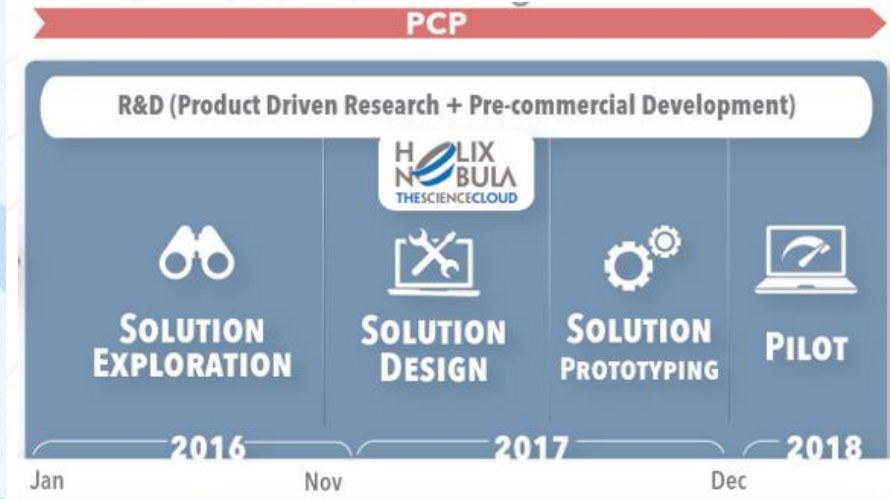 PCP
R&D (Product Driven Research + Pre-commercial Development)
HELIX
NEBULA
THESCIENCECLOUD
SOLUTION
EXPLORATION
SOLUTION
DESIGN
SOLUTION
PROTOTYPING
PILOT
2016
2017
2018
Jan
Nov
Dec